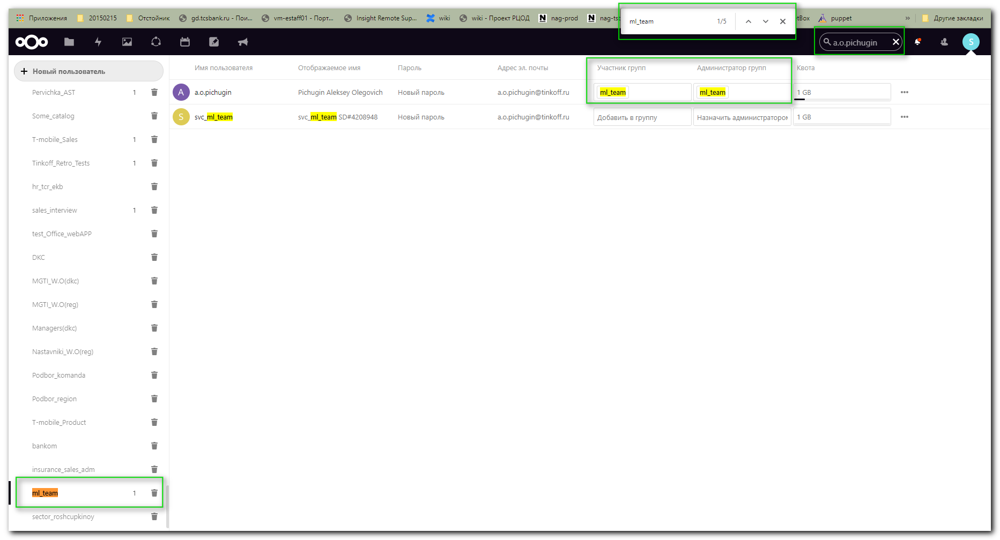 Приложения 20150215 Отстойник gd.tcsbank.ru - Пои... vm-estaff01 - Порт... Insight Remote Sup... wiki wiki - Проект РЦОД nag-prod nag-ts ml_team 1/5 tBox puppet » Другие закладки
a.o.pichugin S
Новый пользователь
Имя пользователя Отображаемое имя Пароль Адрес эл. почты Участник групп Администратор групп Квота
Pervichka_AST 1
A a.o.pichugin Pichugin Aleksey Olegovich Новый пароль a.o.pichugin@tinkoff.ru ml_team ml_team 1 GB
Some_catalog
S svc_ml_team svc_ml_team SD#4208948 Новый пароль a.o.pichugin@tinkoff.ru Добавить в группу Назначить администратором 1 GB
T-mobile_Sales 1
Tinkoff_Retro_Tests 1
hr_tcr_ekb
sales_interview 1
test_Office_webAPP
DKC
MGTI_W.O(dkc)
MGTI_W.O(reg)
Managers(dkc)
Nastavniki_W.O(reg)
Podbor_komanda
Podbor_region
T-mobile_Product
bankom
insurance_sales_adm
ml_team 1
sector_roshcupkinoy